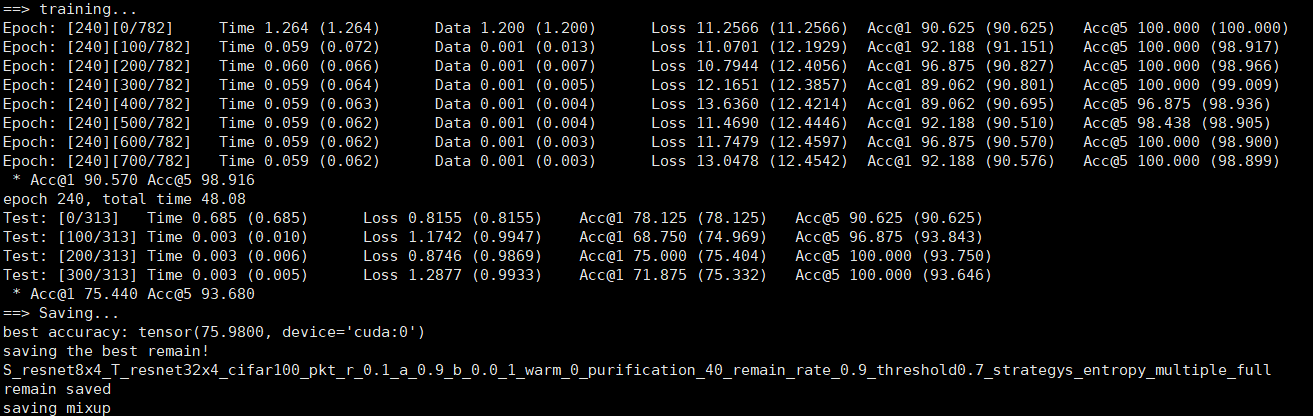 ==> training...
Epoch: [240][0/782] Time 1.264 (1.264) Data 1.200 (1.200) Loss 11.2566 (11.2566) Acc@1 90.625 (90.625) Acc@5 100.000 (100.000)
Epoch: [240][100/782] Time 0.059 (0.072) Data 0.001 (0.013) Loss 11.0701 (12.1929) Acc@1 92.188 (91.151) Acc@5 100.000 (98.917)
Epoch: [240][200/782] Time 0.060 (0.066) Data 0.001 (0.007) Loss 10.7944 (12.4056) Acc@1 96.875 (90.827) Acc@5 100.000 (98.966)
Epoch: [240][300/782] Time 0.059 (0.064) Data 0.001 (0.005) Loss 12.1651 (12.3857) Acc@1 89.062 (90.801) Acc@5 100.000 (99.009)
Epoch: [240][400/782] Time 0.059 (0.063) Data 0.001 (0.004) Loss 13.6360 (12.4214) Acc@1 89.062 (90.695) Acc@5 96.875 (98.936)
Epoch: [240][500/782] Time 0.059 (0.062) Data 0.001 (0.004) Loss 11.4690 (12.4446) Acc@1 92.188 (90.510) Acc@5 98.438 (98.905)
Epoch: [240][600/782] Time 0.059 (0.062) Data 0.001 (0.003) Loss 11.7479 (12.4597) Acc@1 96.875 (90.570) Acc@5 100.000 (98.900)
Epoch: [240][700/782] Time 0.059 (0.062) Data 0.001 (0.003) Loss 13.0478 (12.4542) Acc@1 92.188 (90.576) Acc@5 100.000 (98.899)
 * Acc@1 90.570 Acc@5 98.916
epoch 240, total time 48.08
Test: [0/313] Time 0.685 (0.685) Loss 0.8155 (0.8155) Acc@1 78.125 (78.125) Acc@5 90.625 (90.625)
Test: [100/313] Time 0.003 (0.010) Loss 1.1742 (0.9947) Acc@1 68.750 (74.969) Acc@5 96.875 (93.843)
Test: [200/313] Time 0.003 (0.006) Loss 0.8746 (0.9869) Acc@1 75.000 (75.404) Acc@5 100.000 (93.750)
Test: [300/313] Time 0.003 (0.005) Loss 1.2877 (0.9933) Acc@1 71.875 (75.332) Acc@5 100.000 (93.646)
 * Acc@1 75.440 Acc@5 93.680
==> Saving...
best accuracy: tensor(75.9800, device='cuda:0')
saving the best remain!
S_resnet8x4_T_resnet32x4_cifar100_pkt_r_0.1_a_0.9_b_0.0_1_warm_0_purification_40_remain_rate_0.9_threshold0.7_strategys_entropy_multiple_full
remain saved
saving mixup